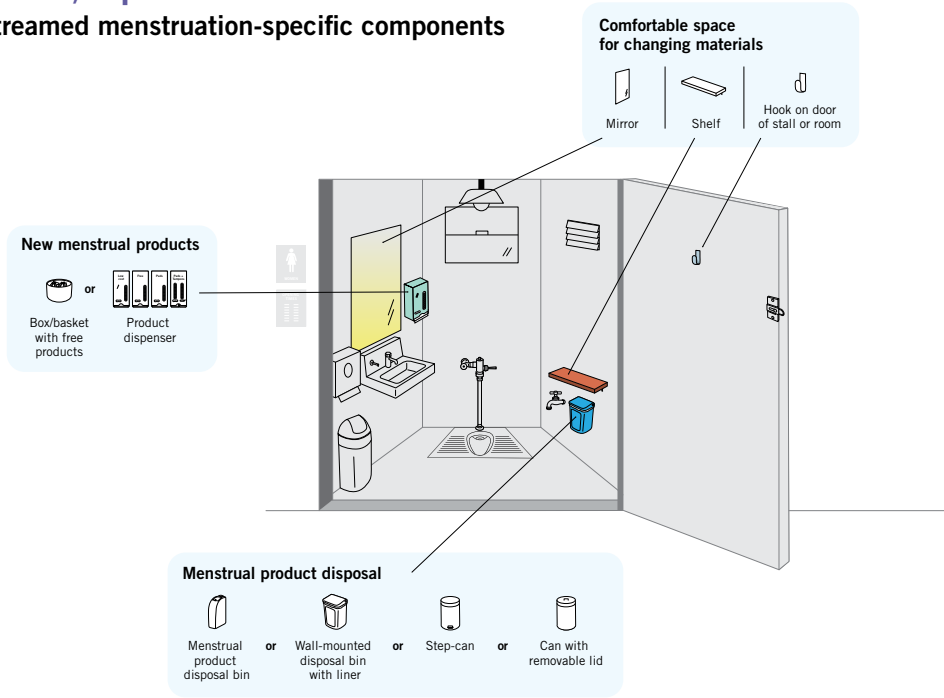 streamed menstruation-specific components
Comfortable space
for changing materials
Mirror
Shelf
Hook on door
of stall or room
New menstrual products
or
Box/basket
with free
products
Product
dispenser
Menstrual product disposal
Menstrual
product
disposal bin
or
Wall-mounted
disposal bin
with liner
or
Step-can
or
Can with
removable lid